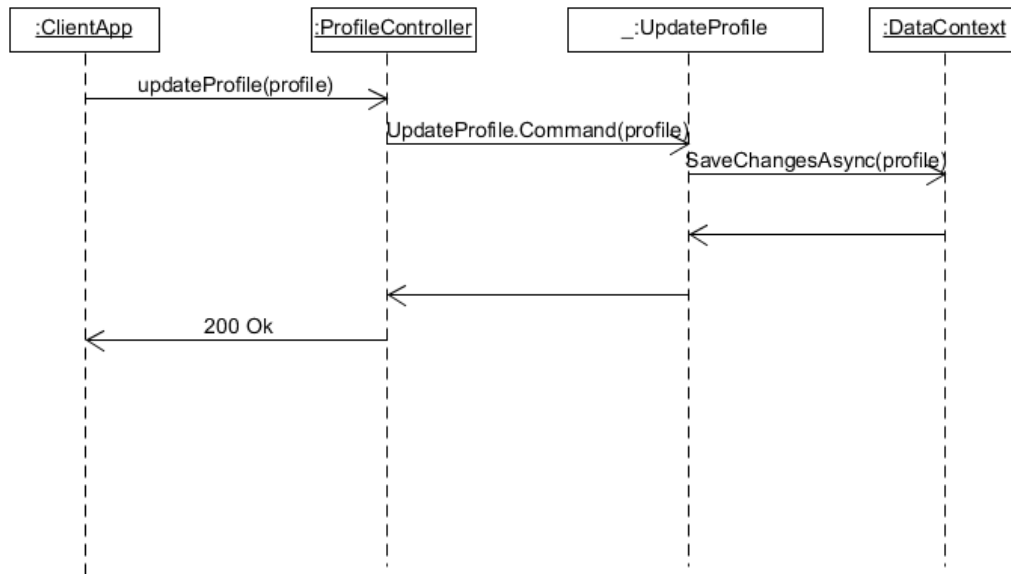 :ClientApp
:ProfileController
_:UpdateProfile
:DataContext
updateProfile(profile)
UpdateProfile.Command(profile)
SaveChangesAsync(profile)
200 Ok